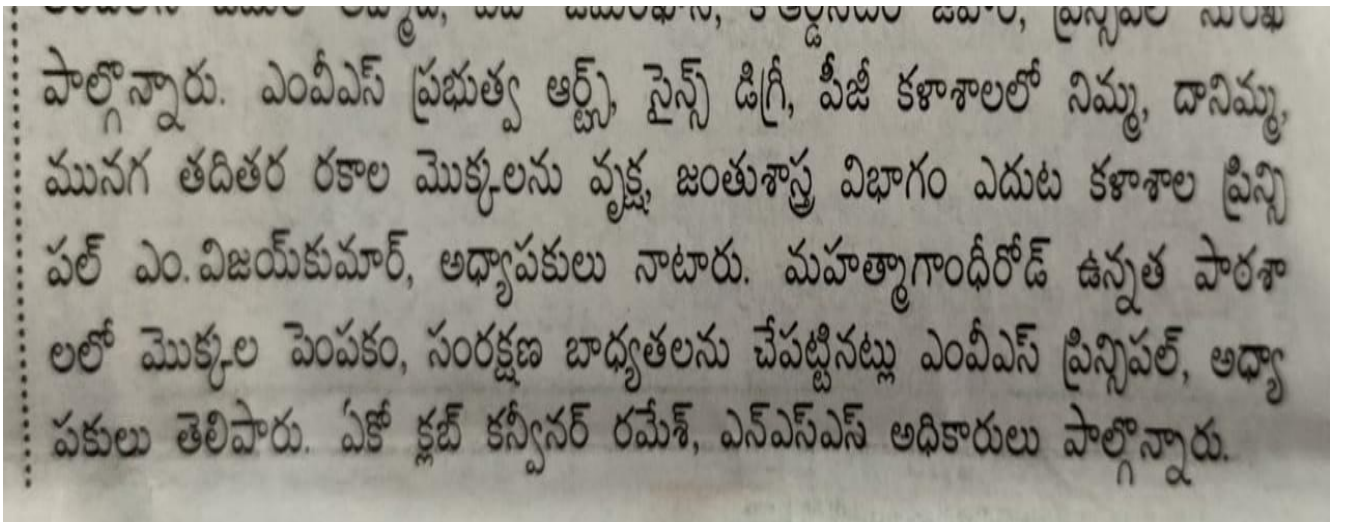 పాల్గొన్నారు. ఎంవీఎస్ ప్రభుత్వ ఆర్ట్స్, సైన్స్ డిగ్రీ, పీజీ కళాశాలలో నిమ్మ, దానిమ్మ,
మునగ తదితర రకాల మొక్కలను వృక్ష, జంతుశాస్త్ర విభాగం ఎదుట కళాశాల ప్రిన్సి
పల్ ఎం.విజయ్‌కుమార్, అధ్యాపకులు నాటారు. మహత్మాగాంధీరోడ్ ఉన్నత పాఠశా
లలో మొక్కల పెంపకం, సంరక్షణ బాధ్యతలను చేపట్టినట్లు ఎంవీఎస్ ప్రిన్సిపల్, అధ్యా
పకులు తెలిపారు. ఏకో క్లబ్ కన్వీనర్ రమేశ్, ఎన్ఎస్ఎస్ అధికారులు పాల్గొన్నారు.